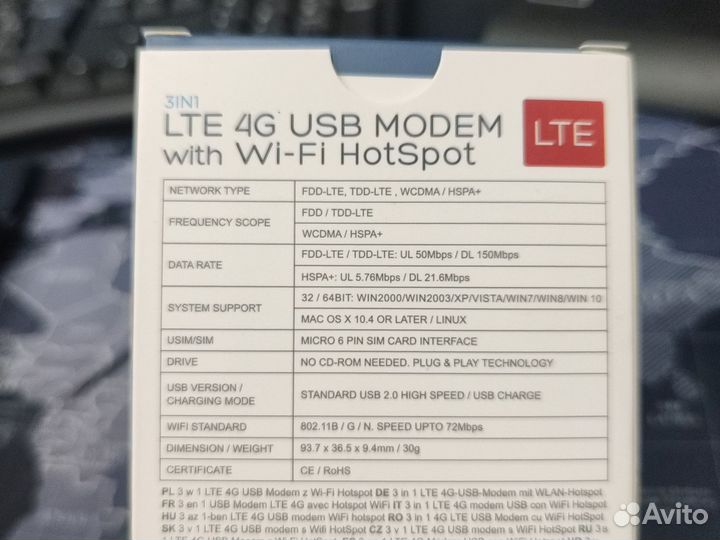 3IN1
LTE 4G USB MODEM
with Wi-Fi HotSpot
LTE
NETWORK TYPE FDD-LTE, TDD-LTE , WCDMA / HSPA+
FREQUENCY SCOPE FDD / TDD-LTE
WCDMA / HSPA+
DATA RATE FDD-LTE / TDD-LTE: UL 50Mbps / DL 150Mbps
HSPA+: UL 5.76Mbps / DL 21.6Mbps
SYSTEM SUPPORT 32 / 64BIT: WIN2000/WIN2003/XP/VISTA/WIN7/WIN8/WIN 10
MAC OS X 10.4 OR LATER / LINUX
USIM/SIM MICRO 6 PIN SIM CARD INTERFACE
DRIVE NO CD-ROM NEEDED. PLUG & PLAY TECHNOLOGY
USB VERSION /
CHARGING MODE STANDARD USB 2.0 HIGH SPEED / USB CHARGE
WIFI STANDARD 802.11B / G / N. SPEED UPTO 72Mbps
DIMENSION / WEIGHT 93.7 x 36.5 x 9.4mm / 30g
CERTIFICATE CE / RoHS
PL 3 w 1 LTE 4G USB Modem z Wi-Fi Hotspot DE 3 in 1 LTE 4G-USB-Modem mit WLAN-Hotspot
FR 3 en 1 USB Modem LTE 4G avec Hotspot WiFi IT 3 in 1 LTE 4G modem USB con WiFi Hotspot
HU 3 az 1-ben LTE 4G USB modem WiFi hotspot RO 3 in 1 4G LTE USB Modem cu WiFi HotSpot
SK 3 v 1 LTE 4G USB modem s WiFi Hotspot CZ 3 v 1 LTE 4G USB modem s WiFi Hotspot RU 3 в
Avito